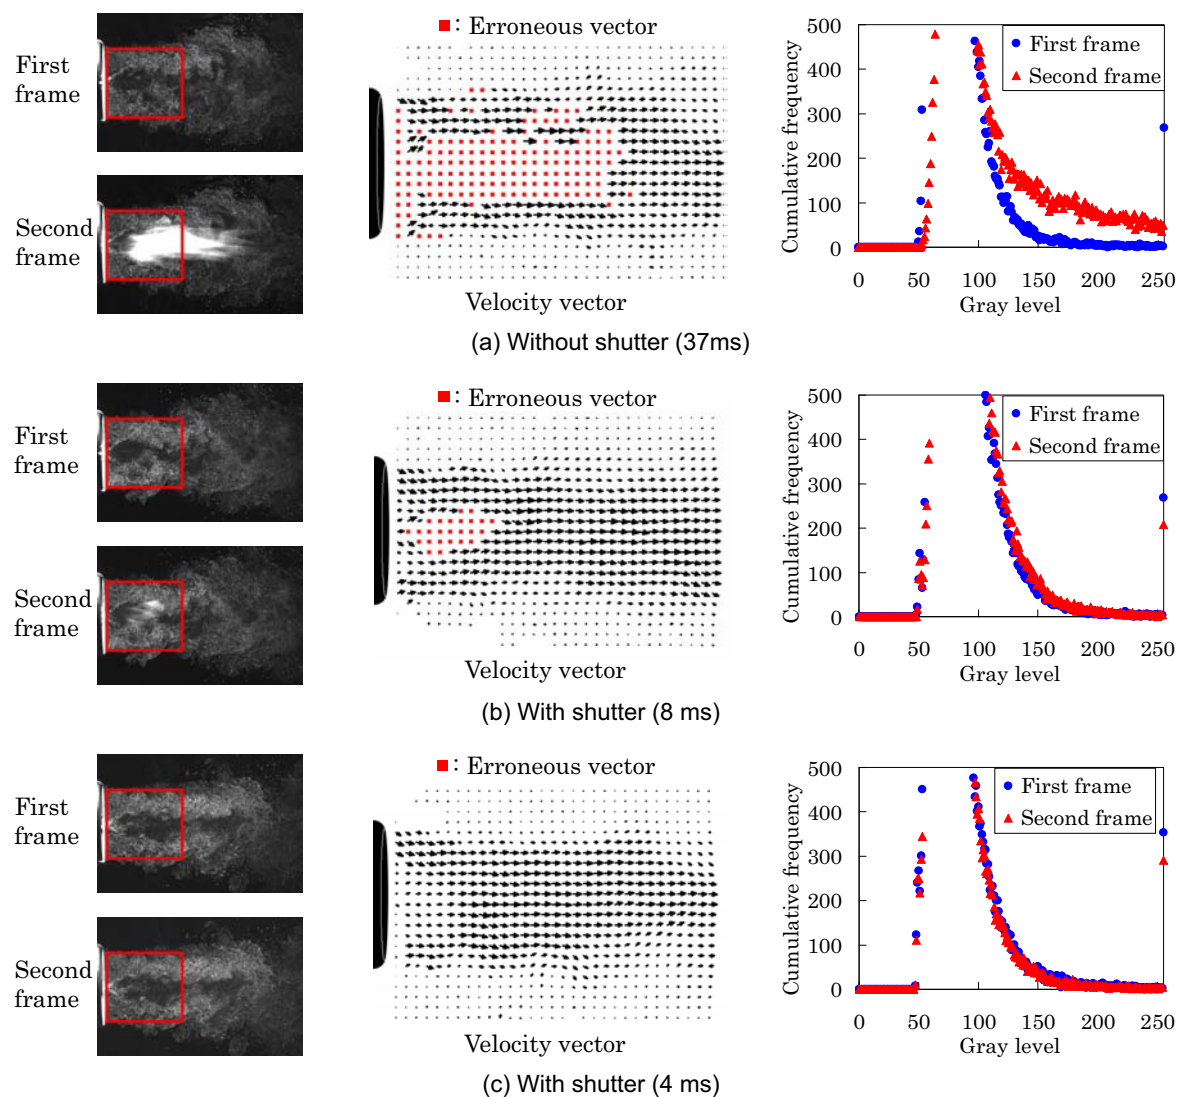 First
frame
Second
frame
■: Erroneous vector
Velocity vector
500
400
300
200
100
0
Cumulative frequency
First frame
Second frame
0 50 100 150 200 250
Gray level
(a) Without shutter (37ms)
First
frame
Second
frame
■: Erroneous vector
Velocity vector
500
400
300
200
100
0
Cumulative frequency
First frame
Second frame
0 50 100 150 200 250
Gray level
(b) With shutter (8 ms)
First
frame
Second
frame
■: Erroneous vector
Velocity vector
500
400
300
200
100
0
Cumulative frequency
First frame
Second frame
0 50 100 150 200 250
Gray level
(c) With shutter (4 ms)